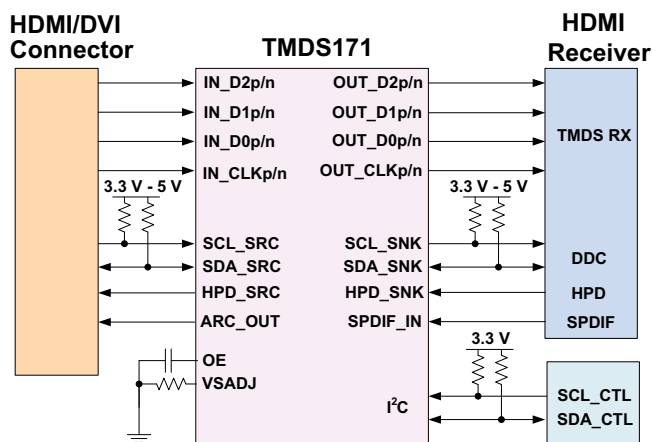 HDMI/DVI
Connector
TMDS171
HDMI
Receiver
IN_D2p/n
OUT_D2p/n
IN_D1p/n
OUT_D1p/n
IN_D0p/n
OUT_D0p/n
TMDS RX
IN_CLKp/n
OUT_CLKp/n
3.3 V - 5 V
3.3 V - 5 V
SCL_SRC
SCL_SNK
SDA_SRC
SDA_SNK
DDC
HPD_SRC
HPD_SNK
HPD
ARC_OUT
SPDIF_IN
SPDIF
3.3 V
OE
VSADJ
I²C
SCL_CTL
SDA_CTL